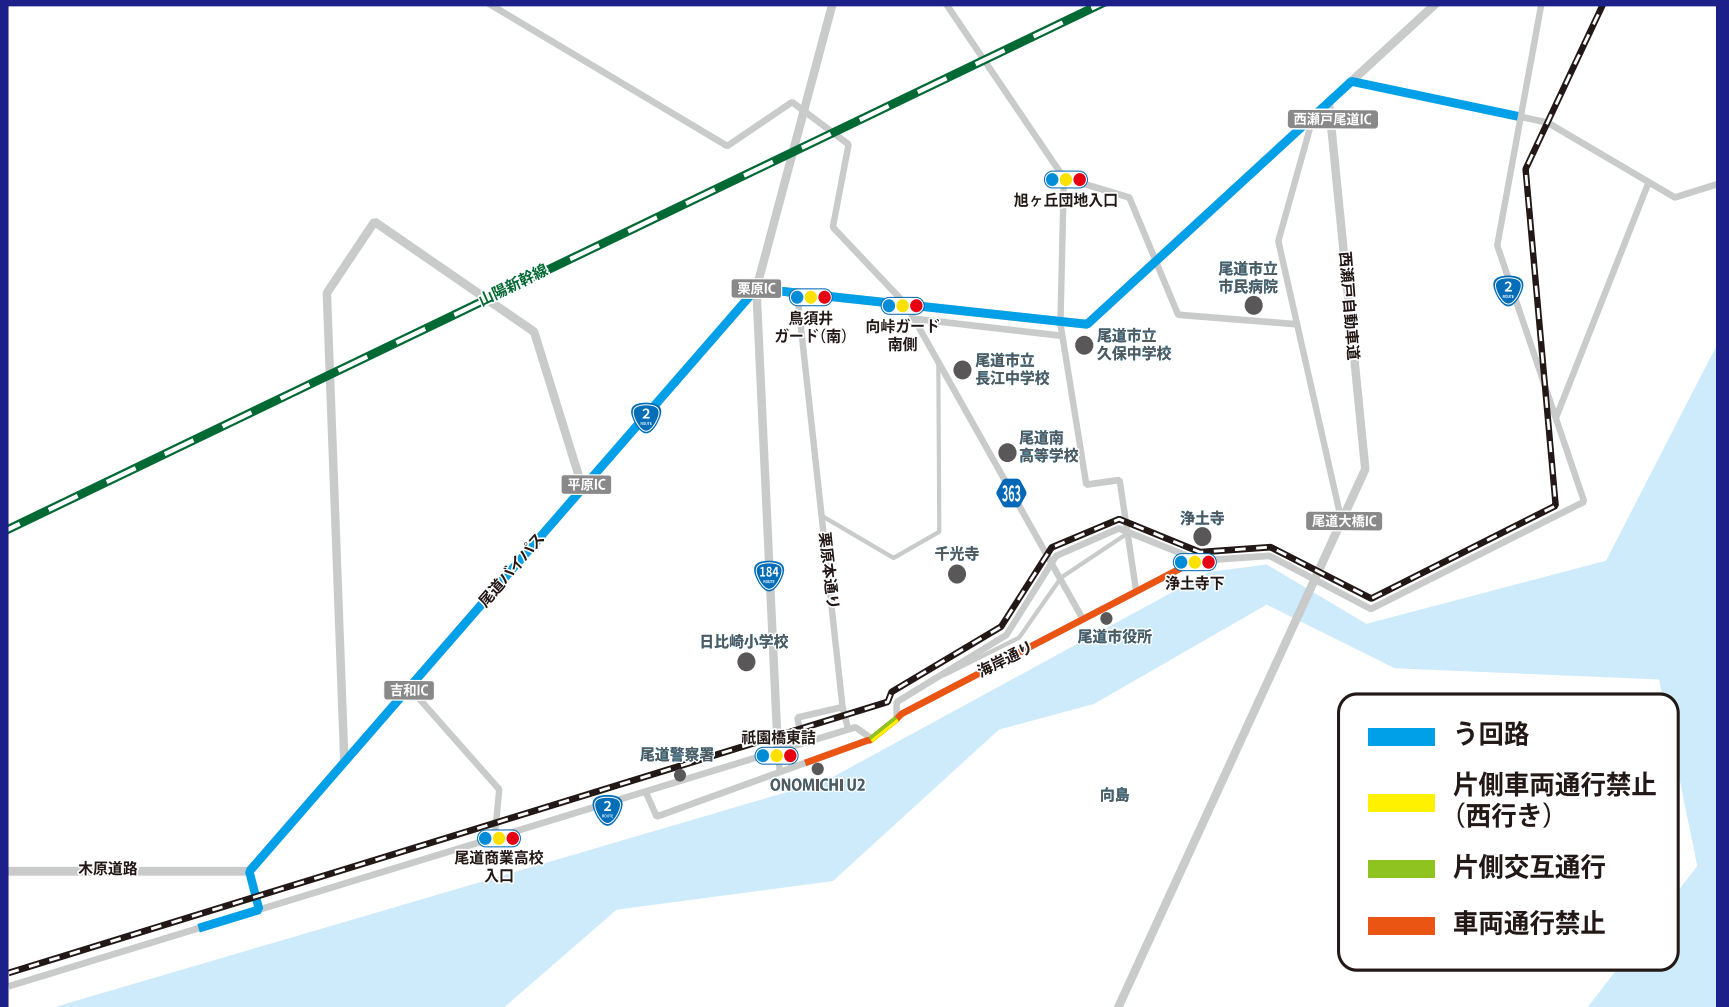 西瀬戸尾道IC
旭ヶ丘団地入口
山陽新幹線
栗原IC
鳥須井
ガード(南)
向峠ガード
南側
尾道市立
市民病院
西瀬戸自動車道
2
ROUTE
尾道市立
久保中学校
尾道市立
長江中学校
2
ROUTE
尾道南
高等学校
363
平原IC
尾道大橋IC
浄土寺
浄土寺下
千光寺
尾道バイパス
栗原本通り
184
ROUTE
日比崎小学校
尾道市役所
海岸通り
吉和IC
祇園橋東詰
尾道警察署
ONOMICHI U2
向島
2
ROUTE
尾道商業高校
入口
木原道路
う回路
片側車両通行禁止
(西行き)
片側交互通行
車両通行禁止